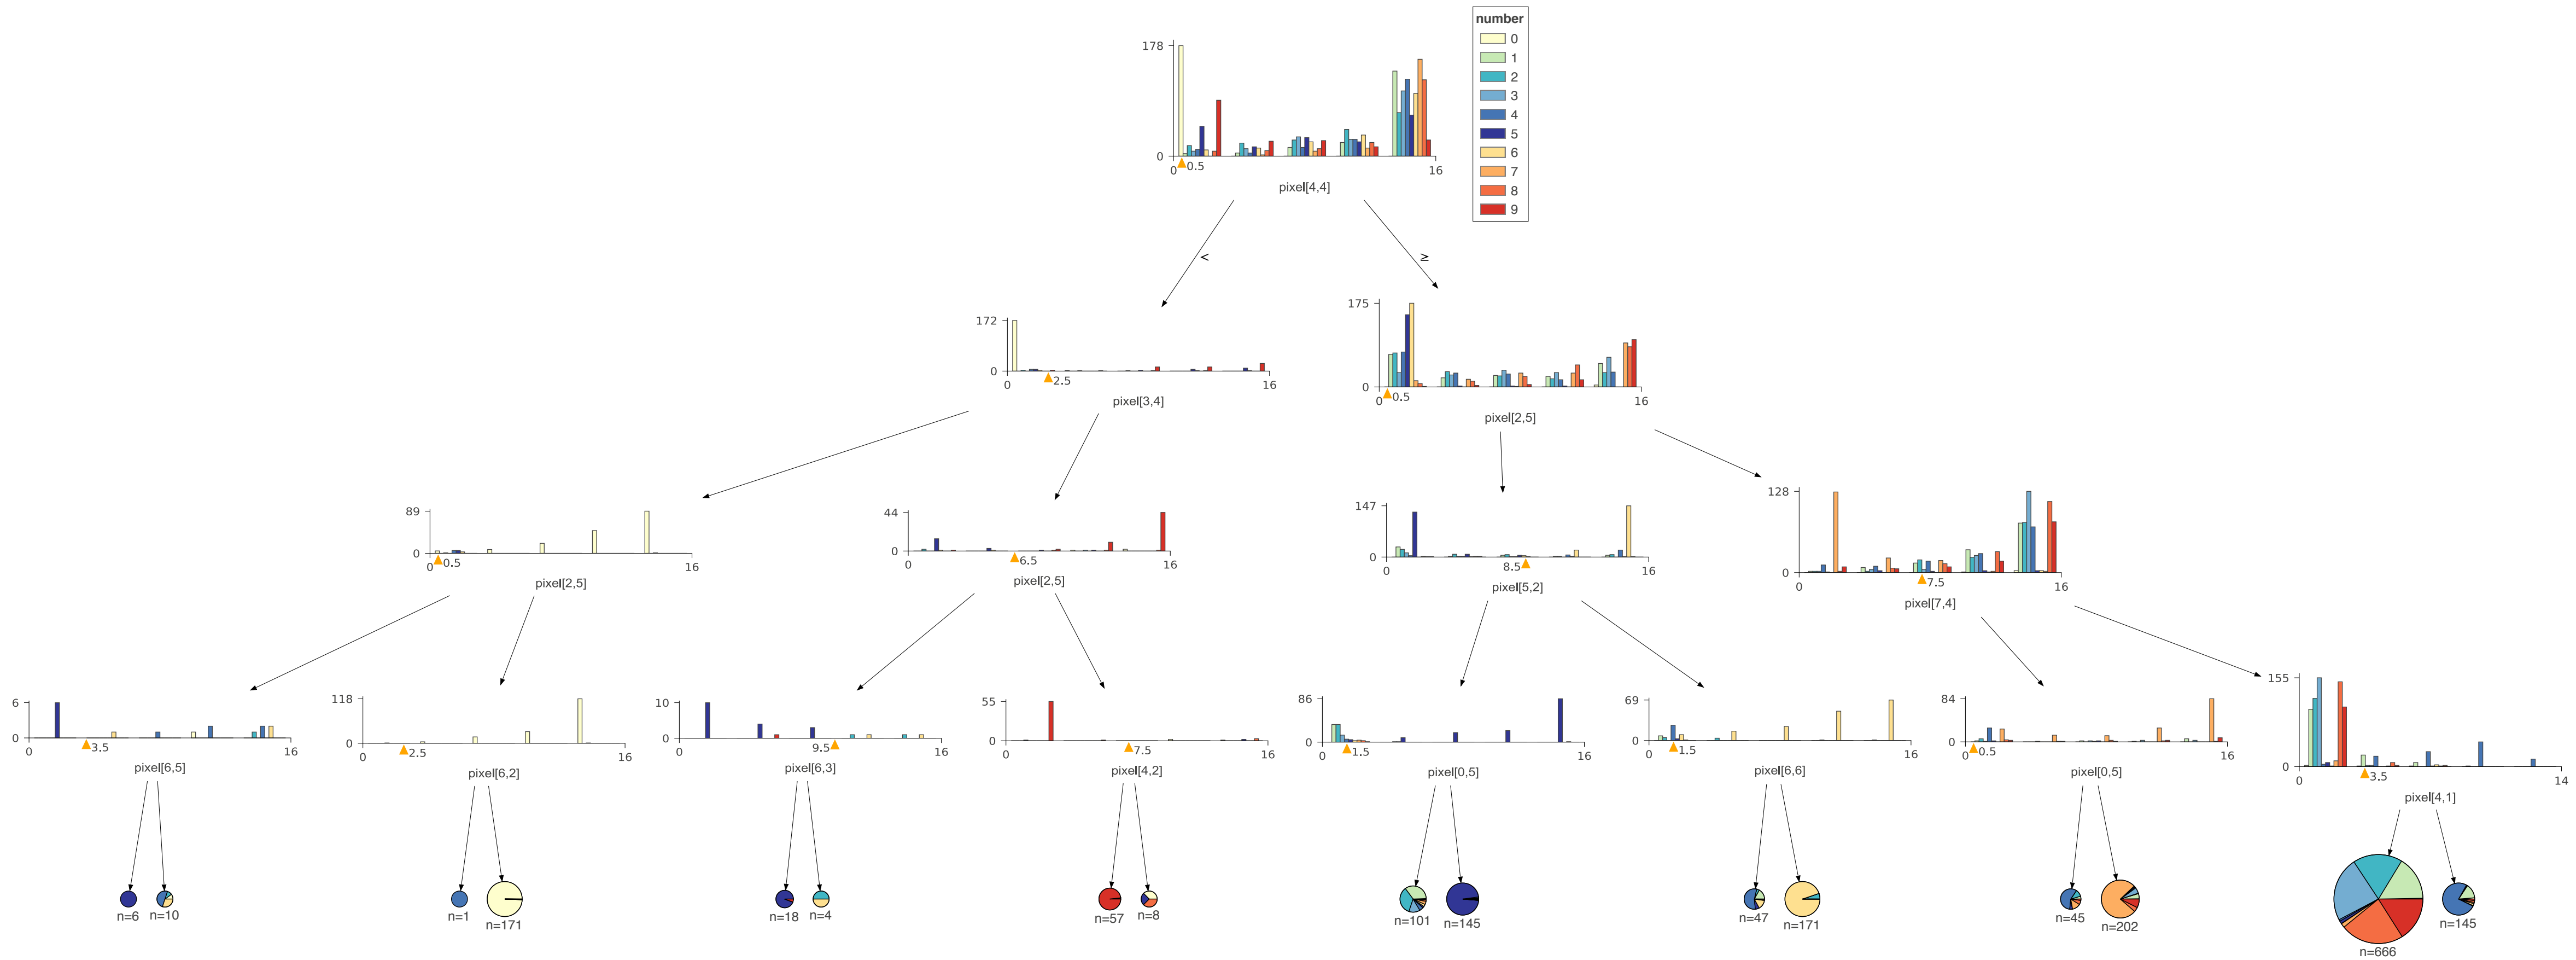 number
0
1
2
3
4
5
6
7
8
9
178
0
0
0.5
16
pixel[4,4]
<
≥
172
0
0
2.5
16
pixel[3,4]
175
0
0
0.5
16
pixel[2,5]
89
0
0
0.5
16
pixel[2,5]
44
0
0
6.5
16
pixel[2,5]
147
0
0
8.5
16
pixel[5,2]
128
0
0
7.5
16
pixel[7,4]
6
0
0
3.5
16
pixel[6,5]
118
0
0
2.5
16
pixel[6,2]
10
0
0
9.5
16
pixel[6,3]
55
0
0
7.5
16
pixel[4,2]
86
0
0
1.5
16
pixel[0,5]
69
0
0
1.5
16
pixel[6,6]
84
0
0
0.5
16
pixel[0,5]
155
0
0
3.5
14
pixel[4,1]
n=6
n=10
n=1
n=171
n=18
n=4
n=57
n=8
n=101
n=145
n=47
n=171
n=45
n=202
n=666
n=145